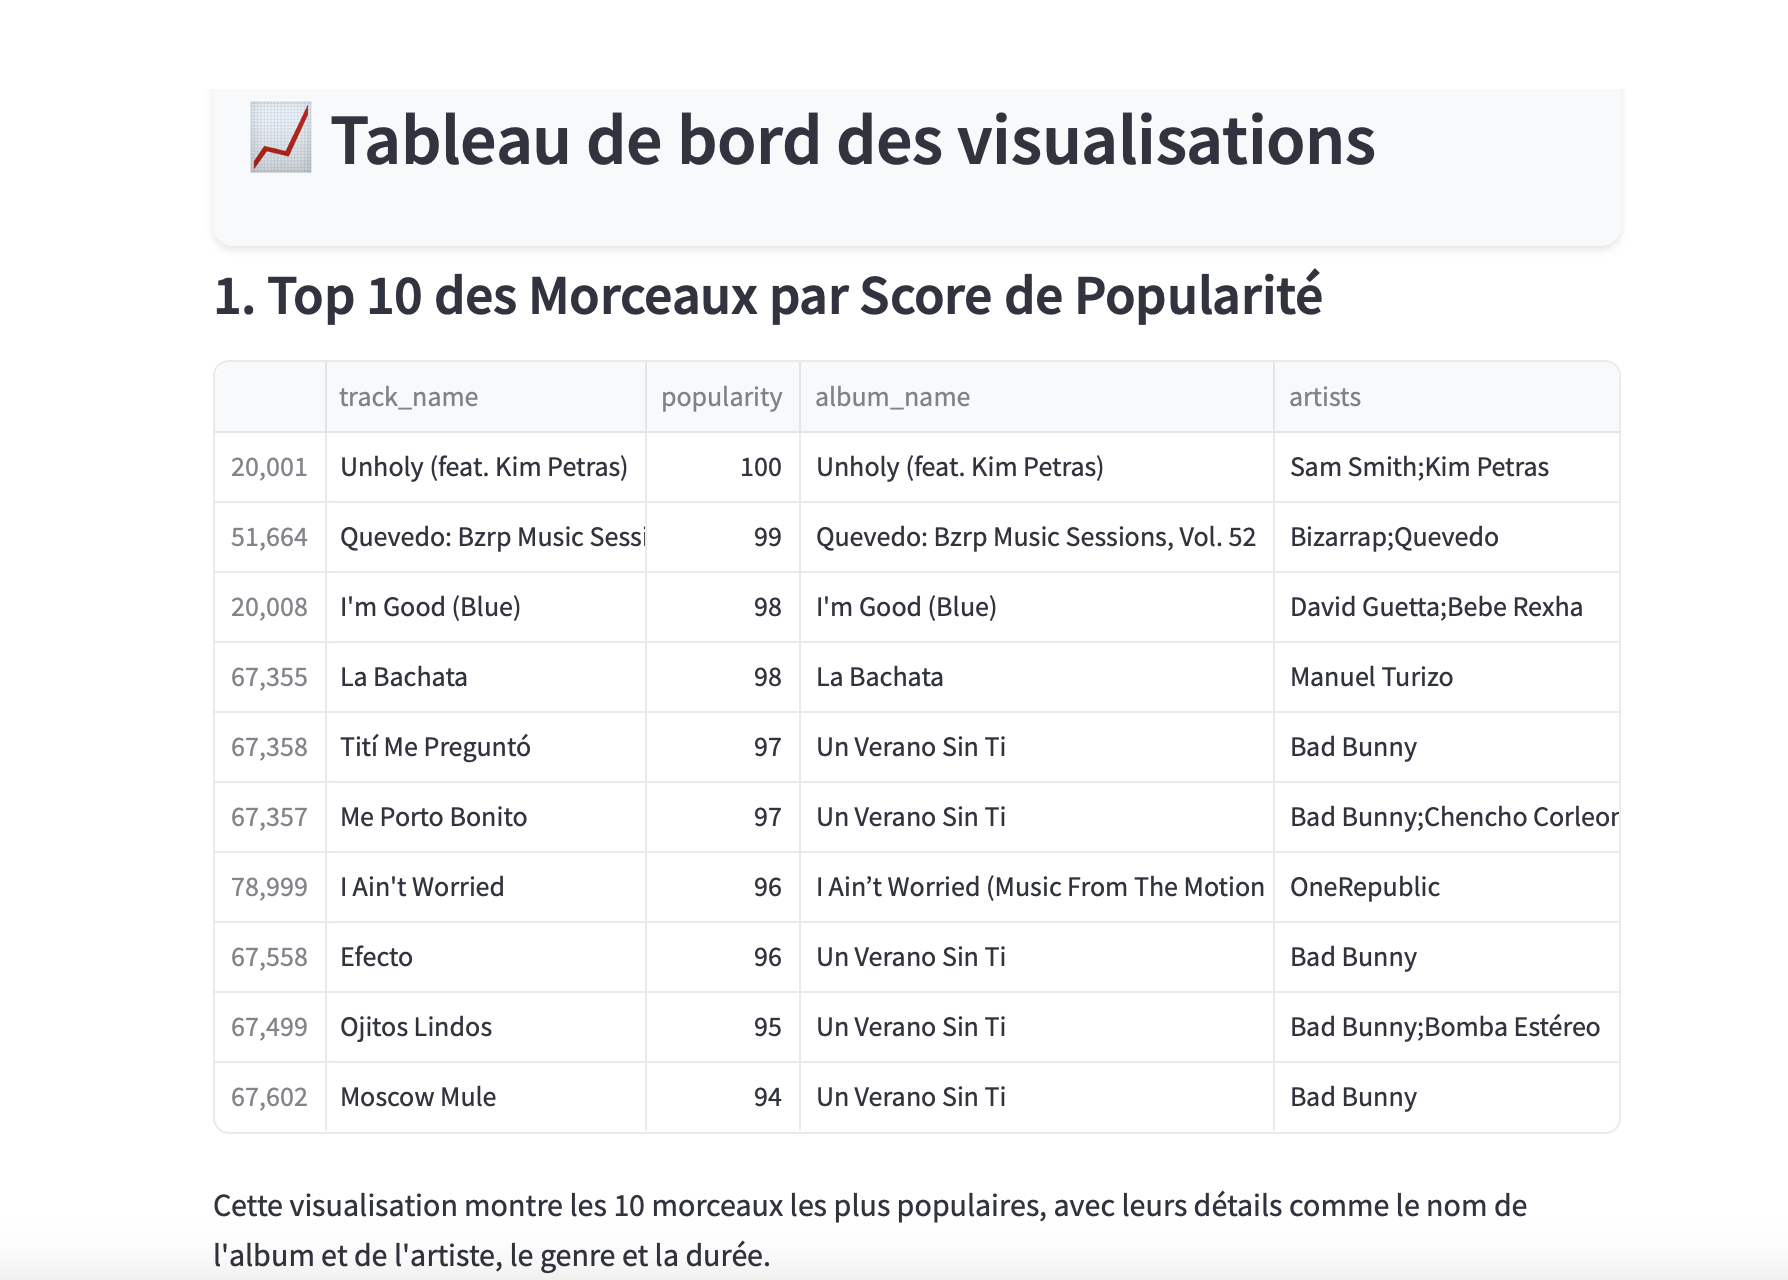 📈 Tableau de bord des visualisations
1. Top 10 des Morceaux par Score de Popularité
track_name popularity album_name artists
20,001 Unholy (feat. Kim Petras) 100 Unholy (feat. Kim Petras) Sam Smith;Kim Petras
51,664 Quevedo: Bzrp Music Sessi 99 Quevedo: Bzrp Music Sessions, Vol. 52 Bizarrap;Quevedo
20,008 I'm Good (Blue) 98 I'm Good (Blue) David Guetta;Bebe Rexha
67,355 La Bachata 98 La Bachata Manuel Turizo
67,358 Tití Me Preguntó 97 Un Verano Sin Ti Bad Bunny
67,357 Me Porto Bonito 97 Un Verano Sin Ti Bad Bunny;Chencho Corleon
78,999 I Ain't Worried 96 I Ain’t Worried (Music From The Motion OneRepublic
67,558 Efecto 96 Un Verano Sin Ti Bad Bunny
67,499 Ojitos Lindos 95 Un Verano Sin Ti Bad Bunny;Bomba Estéreo
67,602 Moscow Mule 94 Un Verano Sin Ti Bad Bunny
Cette visualisation montre les 10 morceaux les plus populaires, avec leurs détails comme le nom de
l'album et de l'artiste, le genre et la durée.